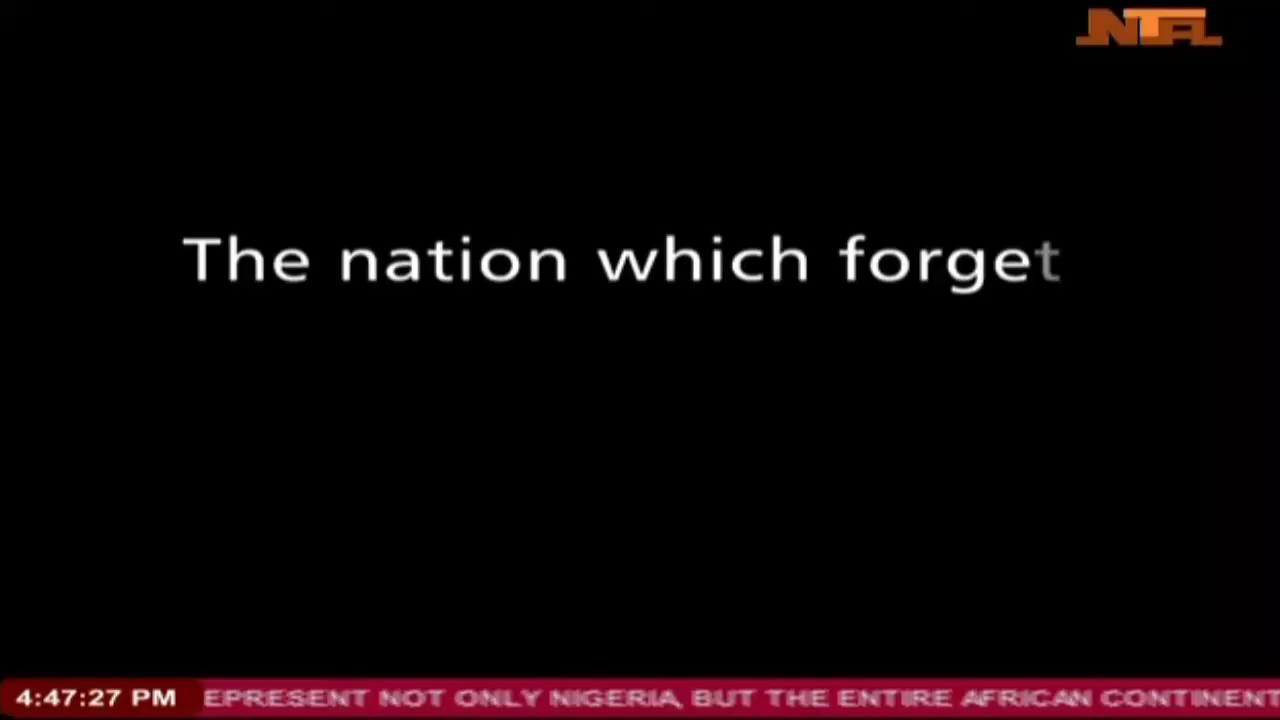 NTA
The nation which forget
4:47:27 PM
EPRESENT NOT ONLY NIGERIA, BUT THE ENTIRE AFRICAN CONTINENT